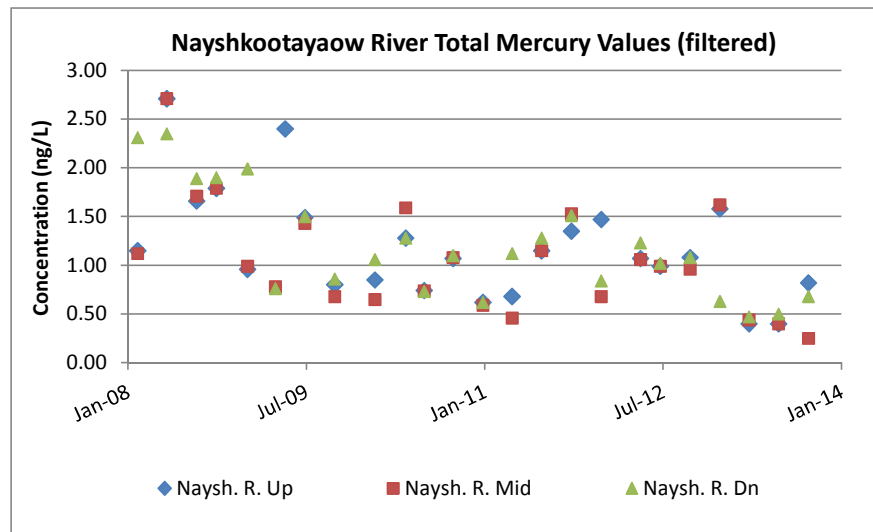 Nayshkootayaow River Total Mercury Values (filtered)
3.00
2.50
2.00
1.50
1.00
0.50
0.00
Concentration (ng/L)
Jan-08
Jul-09
Jan-11
Jul-12
Jan-14
Naysh. R. Up
Naysh. R. Mid
Naysh. R. Dn